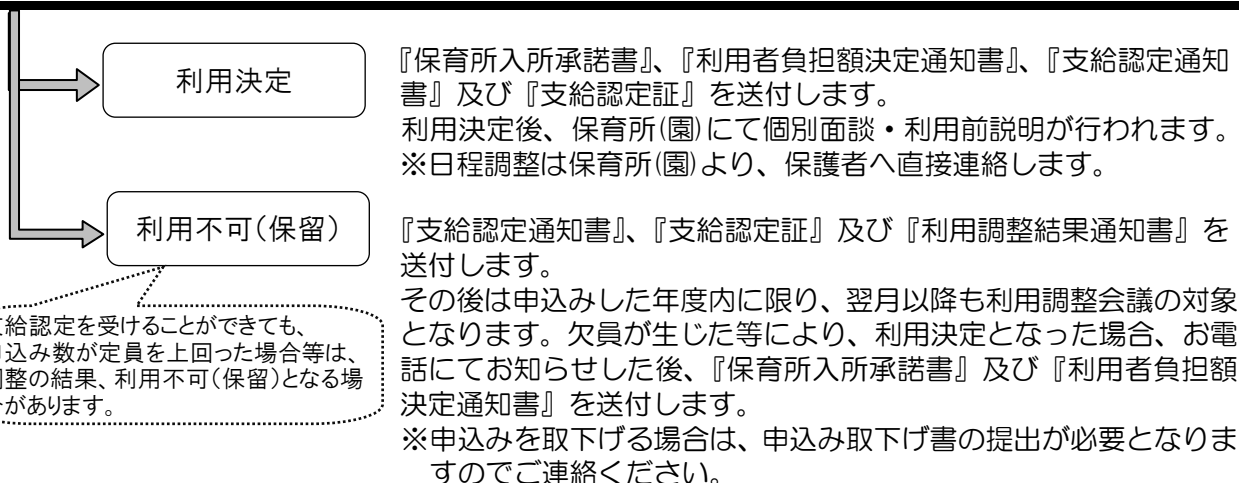 利用決定
『保育所入所承諾書』、『利用者負担額決定通知書』、『支給認定通知
書』及び『支給認定証』を送付します。
利用決定後、保育所(園)にて個別面談・利用前説明が行われます。
※日程調整は保育所(園)より、保護者へ直接連絡します。
利用不可(保留)
『支給認定通知書』、『支給認定証』及び『利用調整結果通知書』を
送付します。
その後は申込みした年度内に限り、翌月以降も利用調整会議の対象
となります。欠員が生じた等により、利用決定となった場合、お電
話にてお知らせした後、『保育所入所承諾書』及び『利用者負担額
決定通知書』を送付します。
※申込みを取下げる場合は、申込み取下げ書の提出が必要となりま
すのでご連絡ください。
給認定を受けることができても、
込み数が定員を上回った場合等は、
整の結果、利用不可(保留)となる場
があります。